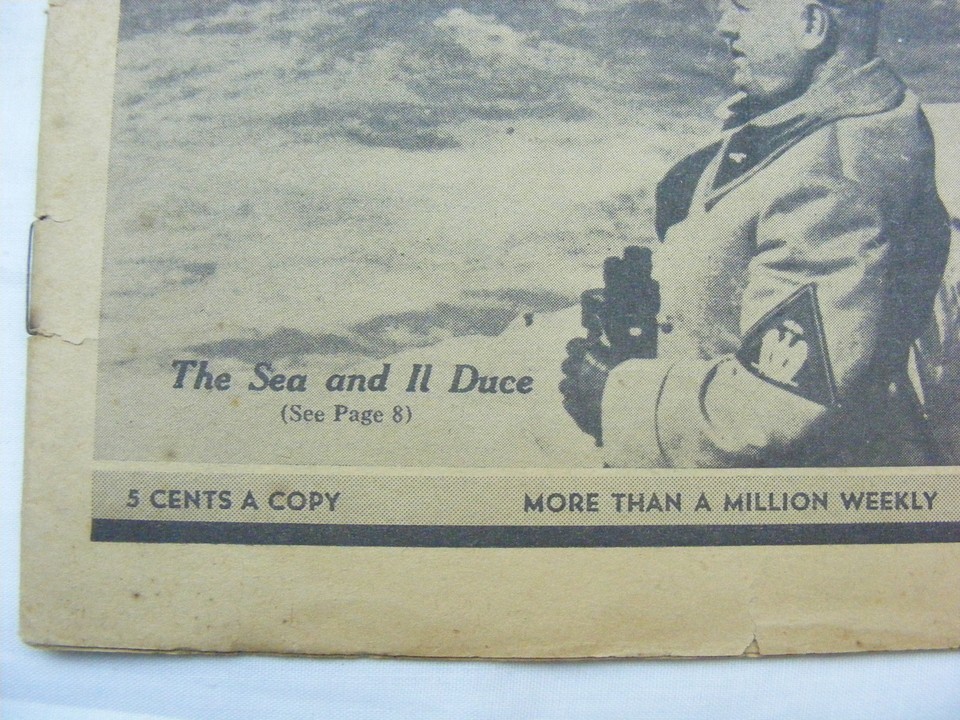 The Sea and Il Duce
(See Page 8)
5 CENTS A COPY MORE THAN A MILLION WEEKLY